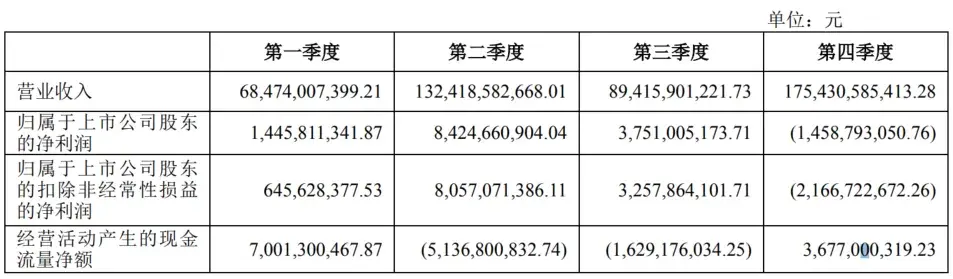 单位：元
第一季度 第二季度 第三季度 第四季度
营业收入 68,474,007,399.21 132,418,582,668.01 89,415,901,221.73 175,430,585,413.28
归属于上市公司股东
的净利润 1,445,811,341.87 8,424,660,904.04 3,751,005,173.71 (1,458,793,050.76)
归属于上市公司股东
的扣除非经常性损益
的净利润 645,628,377.53 8,057,071,386.11 3,257,864,101.71 (2,166,722,672.26)
经营活动产生的现金
流量净额 7,001,300,467.87 (5,136,800,832.74) (1,629,176,034.25) 3,677,000,319.23